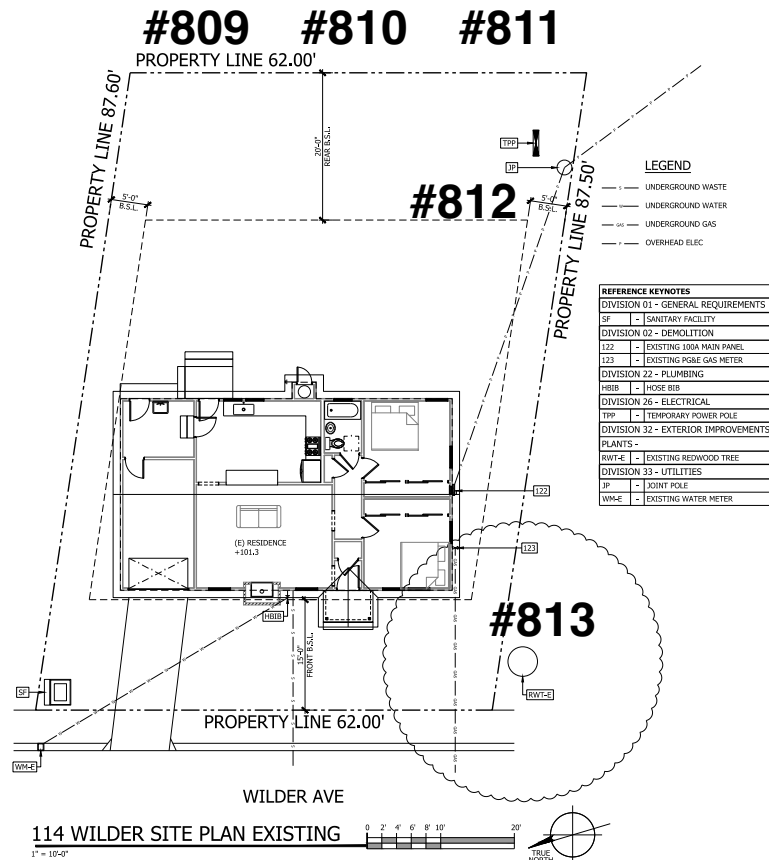 #809 #810 #811
PROPERTY LINE 62.00'
PROPERTY LINE 87.60'
20'-0"
REAR B.S.L.
TPP
JP
5'-0"
B.S.L.
#812
5'-0"
B.S.L.
PROPERTY LINE 87.50'
LEGEND
S UNDERGROUND WASTE
W UNDERGROUND WATER
GAS UNDERGROUND GAS
P OVERHEAD ELEC
REFERENCE KEYNOTES
DIVISION 01 - GENERAL REQUIREMENTS
SF - SANITARY FACILITY
DIVISION 02 - DEMOLITION
122 - EXISTING 100A MAIN PANEL
123 - EXISTING PG&E GAS METER
DIVISION 22 - PLUMBING
HBIB - HOSE BIB
DIVISION 26 - ELECTRICAL
TPP - TEMPORARY POWER POLE
DIVISION 32 - EXTERIOR IMPROVEMENTS
PLANTS -
RWT-E - EXISTING REDWOOD TREE
DIVISION 33 - UTILITIES
JP - JOINT POLE
WM-E - EXISTING WATER METER
122
(E) RESIDENCE
+101.3
123
HBIB
15'-0"
FRONT B.S.L.
#813
RWT-E
SF
PROPERTY LINE 62.00'
WM-E
WILDER AVE
114 WILDER SITE PLAN EXISTING
1" = 10'-0"
0 2' 4' 6' 8' 10' 20'
TRUE
NORTH